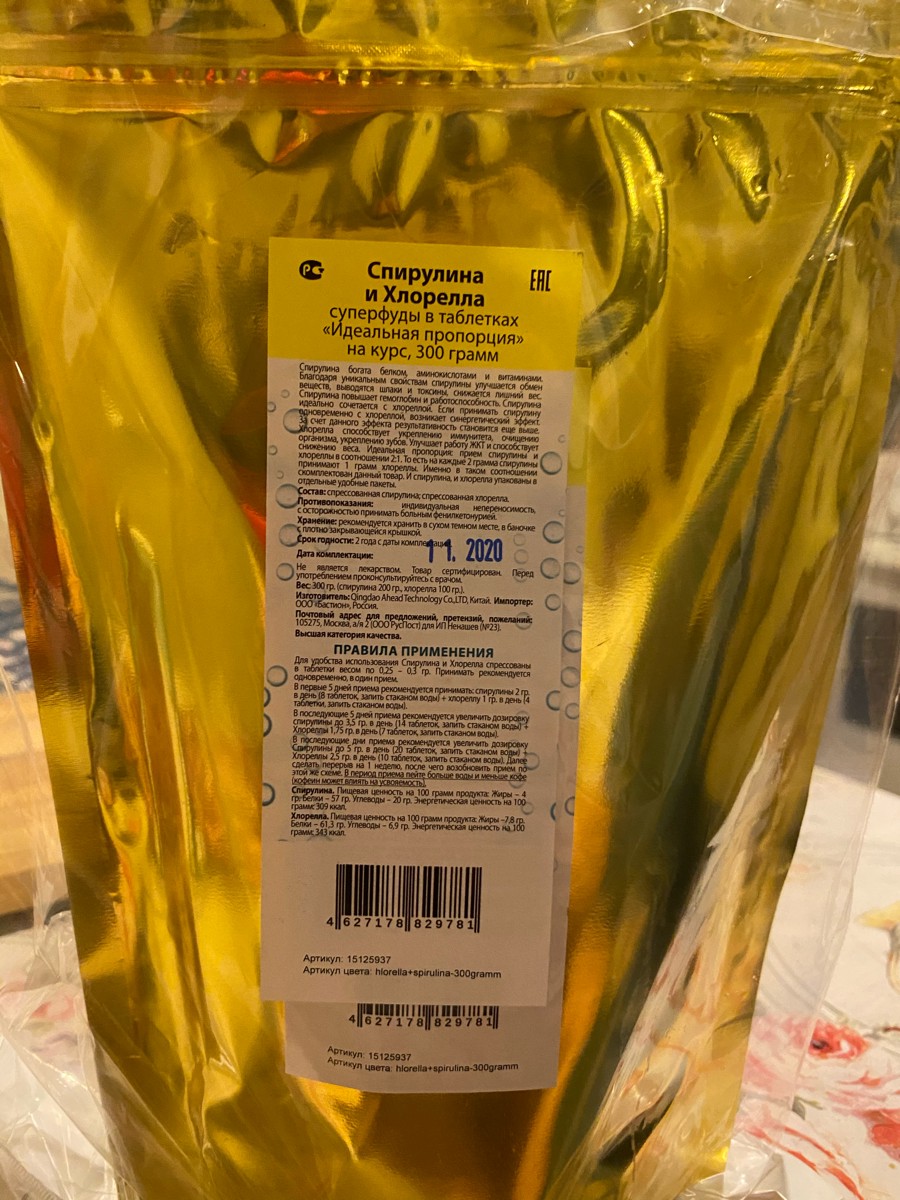 РС
Спирулина
ЕАС
и Хлорелла
суперфуды в таблетках
«Идеальная пропорция»
на курс, 300 грамм
Спирулина богата белком, аминокислотами и витаминами.
Благодаря уникальным свойствам спирулины улучшается обмен
веществ, выводятся шлаки и токсины, снижается лишний вес.
Спирулина повышает гемоглобин и работоспособность. Спирулина
идеально сочетается с хлореллой. Если принимать спирулину
одновременно с хлореллой, возникает синергетический эффект.
За счет данного эффекта результативность становится еще выше.
Хлорелла способствует укреплению иммунитета, очищению
организма, укреплению зубов. Улучшает работу ЖКТ и способствует
снижению веса. Идеальная пропорция: прием спирулины и
хлореллы в соотношении 2:1. То есть на каждые 2 грамма спирулины
принимают 1 грамм хлореллы. Именно в таком соотношении
скомплектован данный товар. И спирулина, и хлорелла упакованы в
отдельные удобные пакеты.
Состав: спрессованная спирулина; спрессованная хлорелла.
Противопоказания: индивидуальная непереносимость,
с осторожностью принимать больным фенилкетонурией.
Хранение: рекомендуется хранить в сухом темном месте, в баночке
с плотно закрывающейся крышкой.
Срок годности: 2 года с даты комплектации.
11. 2020
Дата комплектации:
Не является лекарством. Товар сертифицирован. Перед
употреблением проконсультируйтесь с врачом.
Вес: 300 гр. (спирулина 200 гр., хлорелла 100 гр.).
Изготовитель: Qingdao Ahead Technology Co.,LTD, Китай. Импортер:
ООО «Бастион», Россия.
Почтовый адрес для предложений, претензий, пожеланий:
105275, Москва, а/я 2 (ООО РусПост) для ИП Ненашев (№23).
Высшая категория качества.
ПРАВИЛА ПРИМЕНЕНИЯ
Для удобства использования Спирулина и Хлорелла спрессованы
в таблетки весом по 0,25 – 0,3 гр. Принимать рекомендуется
одновременно, в один прием.
В первые 5 дней приема рекомендуется принимать: спирулины 2 гр.
в день (8 таблеток, запить стаканом воды) + хлореллу 1 гр. в день (4
таблетки, запить стаканом воды).
В последующие 5 дней приема рекомендуется увеличить дозировку
спирулины до 3,5 гр. в день (14 таблеток, запить стаканом воды) +
Хлореллы 1,75 гр. в день (7 таблеток, запить стаканом воды).
В последующие дни приема рекомендуется увеличить дозировку
Спирулины до 5 гр. в день (20 таблеток, запить стаканом воды) +
Хлореллы 2,5 гр. в день (10 таблеток, запить стаканом воды). Далее
сделать перерыв на 1 неделю, после чего возобновить прием по
этой же схеме. В период приема пейте больше воды и меньше кофе
(кофеин может влиять на усвояемость).
Спирулина. Пищевая ценность на 100 грамм продукта: Жиры – 4
гр. Белки – 57 гр. Углеводы – 20 гр. Энергетическая ценность на 100
грамм: 309 ккал.
Хлорелла. Пищевая ценность на 100 грамм продукта: Жиры –7,8 гр.
Белки – 61,3 гр. Углеводы – 6,9 гр. Энергетическая ценность на 100
грамм: 343 ккал.
4 627178 829781
Артикул: 15125937
Артикул цвета: hlorella+spirulina-300gramm
4 627178 829781
Артикул: 15125937
Артикул цвета: hlorella+spirulina-300gramm